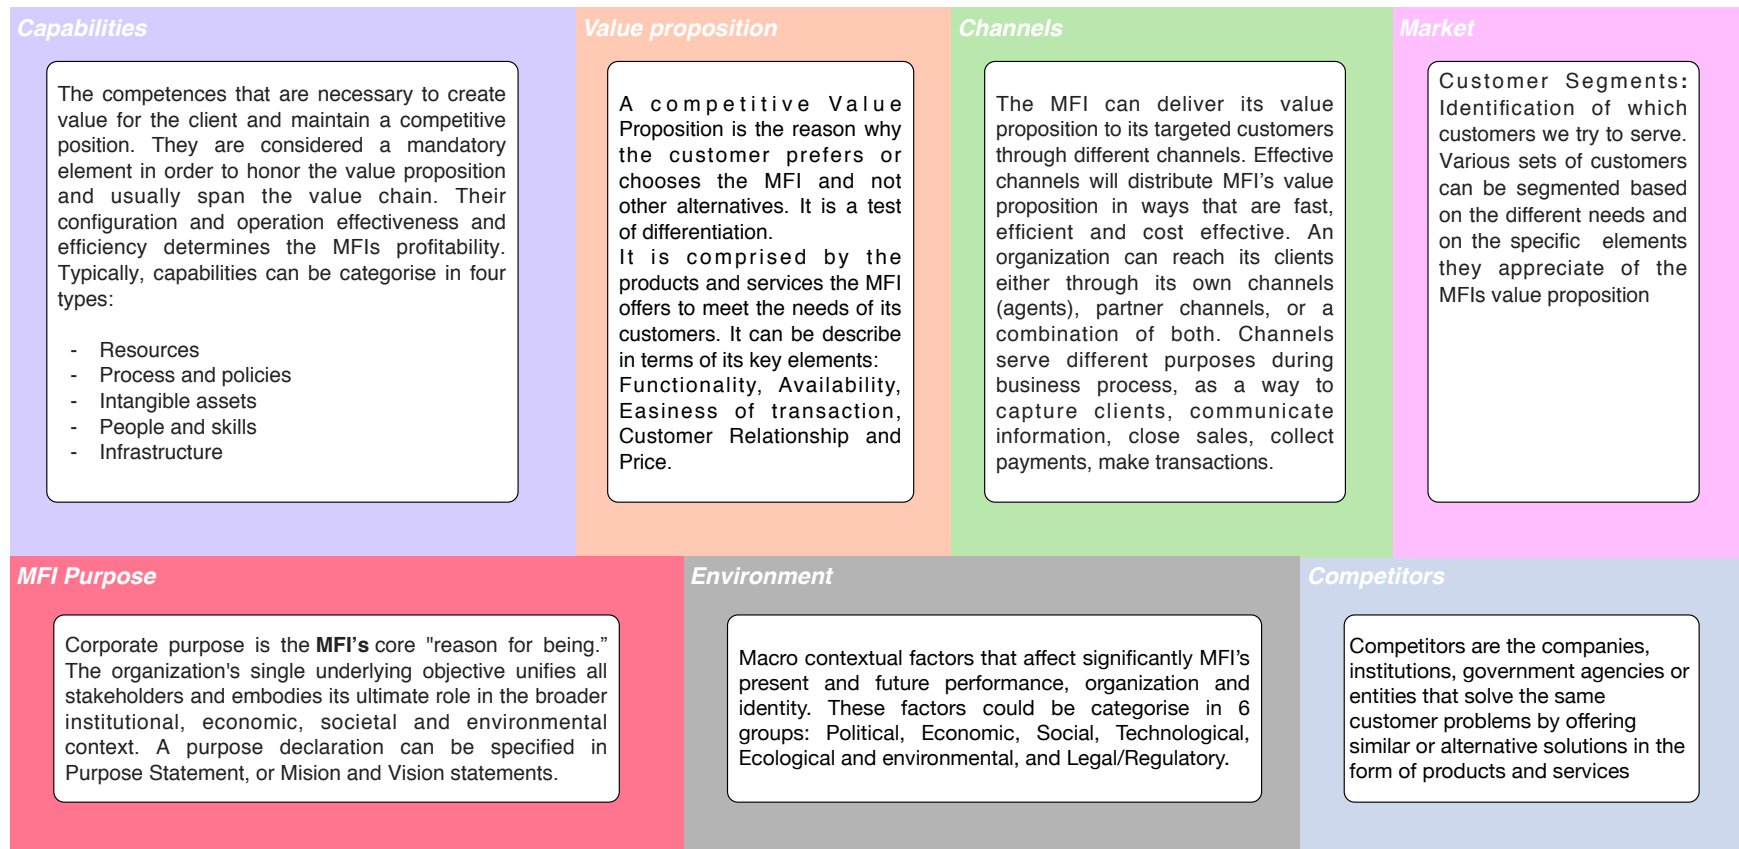 Capabilities
The competences that are necessary to create
value for the client and maintain a competitive
position. They are considered a mandatory
element in order to honor the value proposition
and usually span the value chain. Their
configuration and operation effectiveness and
efficiency determines the MFIs profitability.
Typically, capabilities can be categorise in four
types:
- Resources
- Process and policies
- Intangible assets
- People and skills
- Infrastructure
Value proposition
A competitive Value
Proposition is the reason why
the customer prefers or
chooses the MFI and not
other alternatives. It is a test
of differentiation.
It is comprised by the
products and services the MFI
offers to meet the needs of its
customers. It can be describe
in terms of its key elements:
Functionality, Availability,
Easiness of transaction,
Customer Relationship and
Price.
Channels
The MFI can deliver its value
proposition to its targeted customers
through different channels. Effective
channels will distribute MFI’s value
proposition in ways that are fast,
efficient and cost effective. An
organization can reach its clients
either through its own channels
(agents), partner channels, or a
combination of both. Channels
serve different purposes during
business process, as a way to
capture clients, communicate
information, close sales, collect
payments, make transactions.
Market
Customer Segments:
Identification of which
customers we try to serve.
Various sets of customers
can be segmented based
on the different needs and
on the specific elements
they appreciate of the
MFIs value proposition
MFI Purpose
Corporate purpose is the MFI’s core "reason for being.”
The organization's single underlying objective unifies all
stakeholders and embodies its ultimate role in the broader
institutional, economic, societal and environmental
context. A purpose declaration can be specified in
Purpose Statement, or Mision and Vision statements.
Environment
Macro contextual factors that affect significantly MFI’s
present and future performance, organization and
identity. These factors could be categorise in 6
groups: Political, Economic, Social, Technological,
Ecological and environmental, and Legal/Regulatory.
Competitors
Competitors are the companies,
institutions, government agencies or
entities that solve the same
customer problems by offering
similar or alternative solutions in the
form of products and services